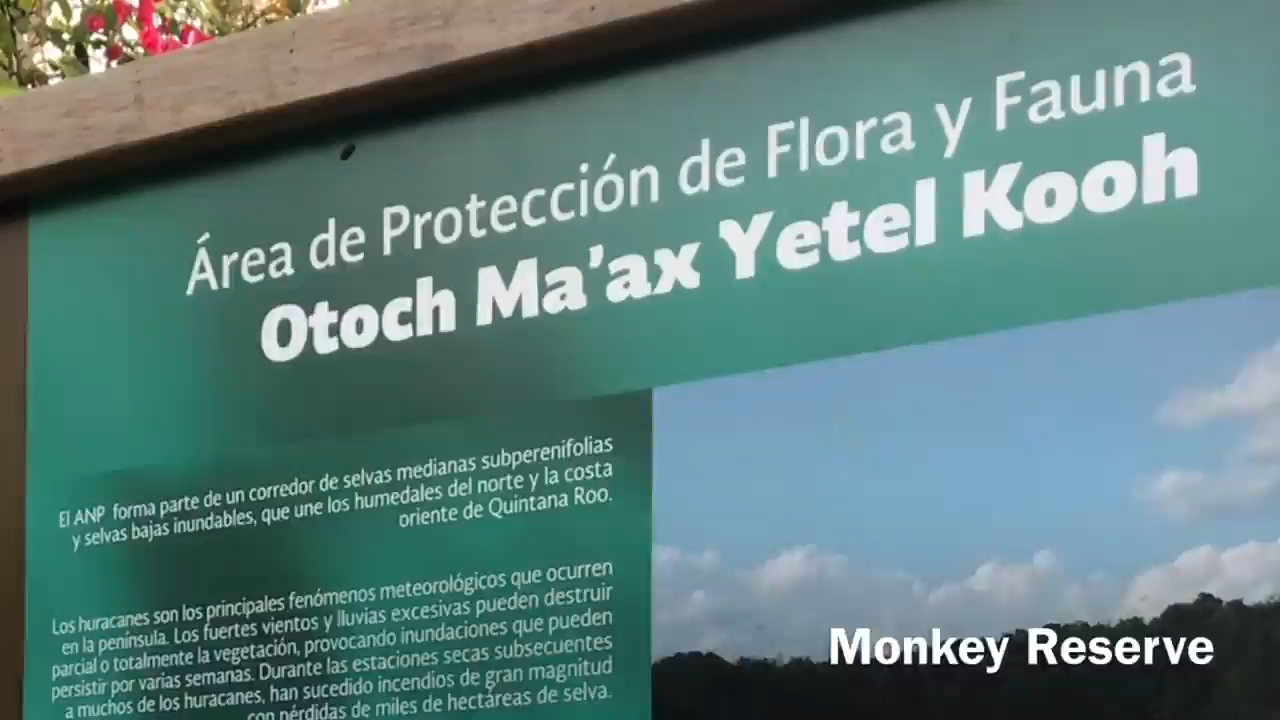 Área de Protección de Flora y Fauna
Otoch Ma'ax Yetel Kooh
El ANP forma parte de un corredor de selvas medianas subperenifolias
y selvas bajas inundables, que une los humedales del norte y la costa
oriente de Quintana Roo.
Los huracanes son los principales fenómenos meteorológicos que ocurren
en la península. Los fuertes vientos y lluvias excesivas pueden destruir
parcial o totalmente la vegetación, provocando inundaciones que pueden
persistir por varias semanas. Durante las estaciones secas subsecuentes
a muchos de los huracanes, han sucedido incendios de gran magnitud
con pérdidas de miles de hectáreas de selva.
Monkey Reserve